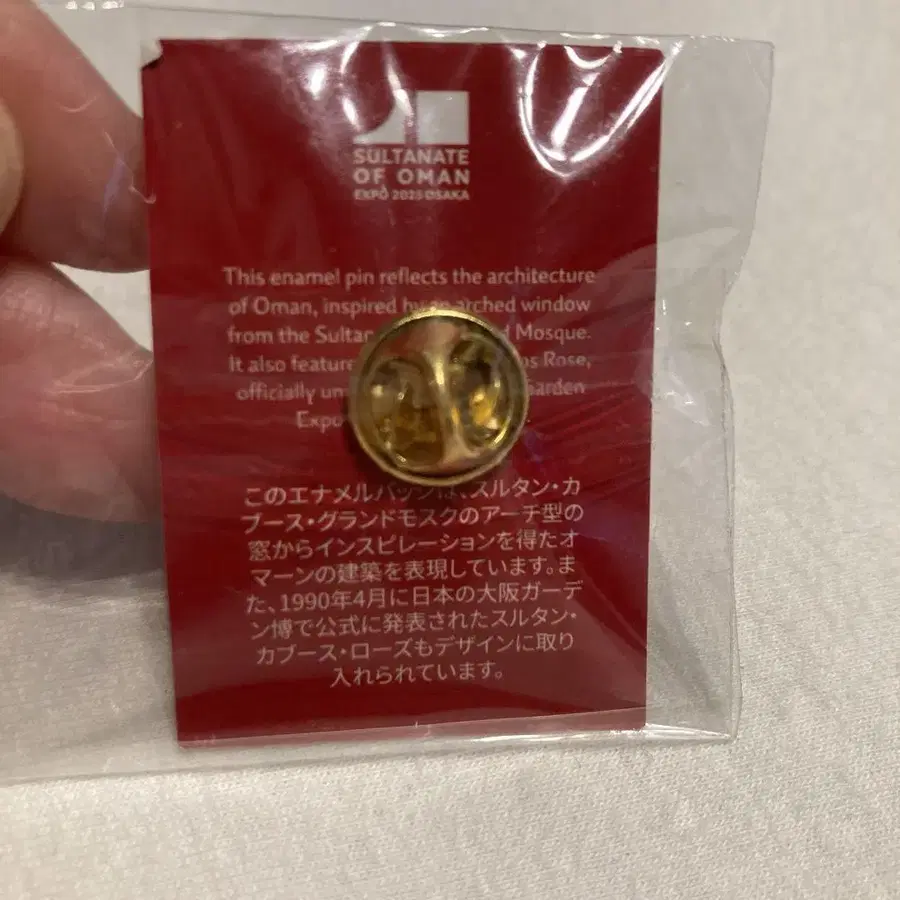 SULTANATE
OF OMAN
EXPO 2025 OSAKA
This enamel pin reflects the architecture
of Oman, inspired by arched window
from the Mosque.
It also Rose,
officially
Expo
このエナメルバッジは、スルタン・カ
ブース・グランドモスクのアーチ型の
窓からインスピレーションを得たオ
マーンの建築を表現しています。ま
た、1990年4月に日本の大阪ガーデ
ン博で公式に発表されたスルタン・
カブース・ローズもデザインに取り
入れられています。